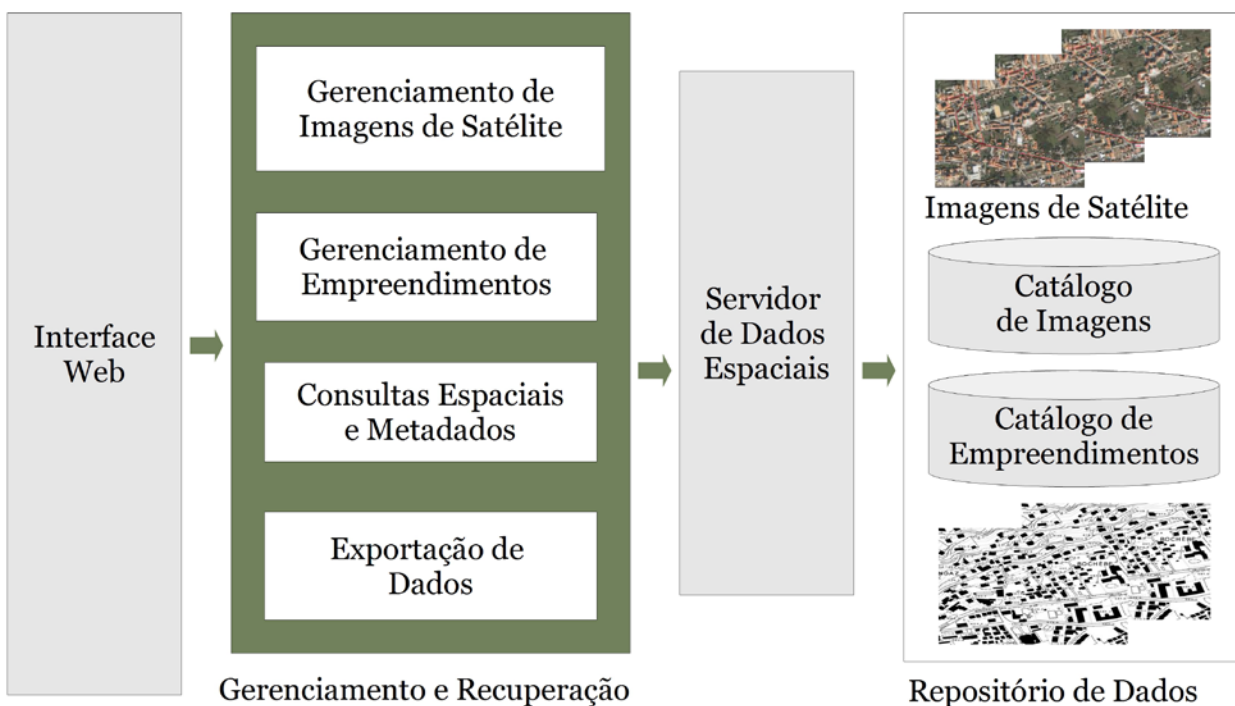 Interface
Web
Gerenciamento de
Imagens de Satélite
Gerenciamento de
Empreendimentos
Consultas Espaciais
e Metadados
Exportação de
Dados
Gerenciamento e Recuperação
Servidor
de Dados
Espaciais
Imagens de Satélite
Catálogo
de Imagens
Catálogo de
Empreendimentos
Repositório de Dados